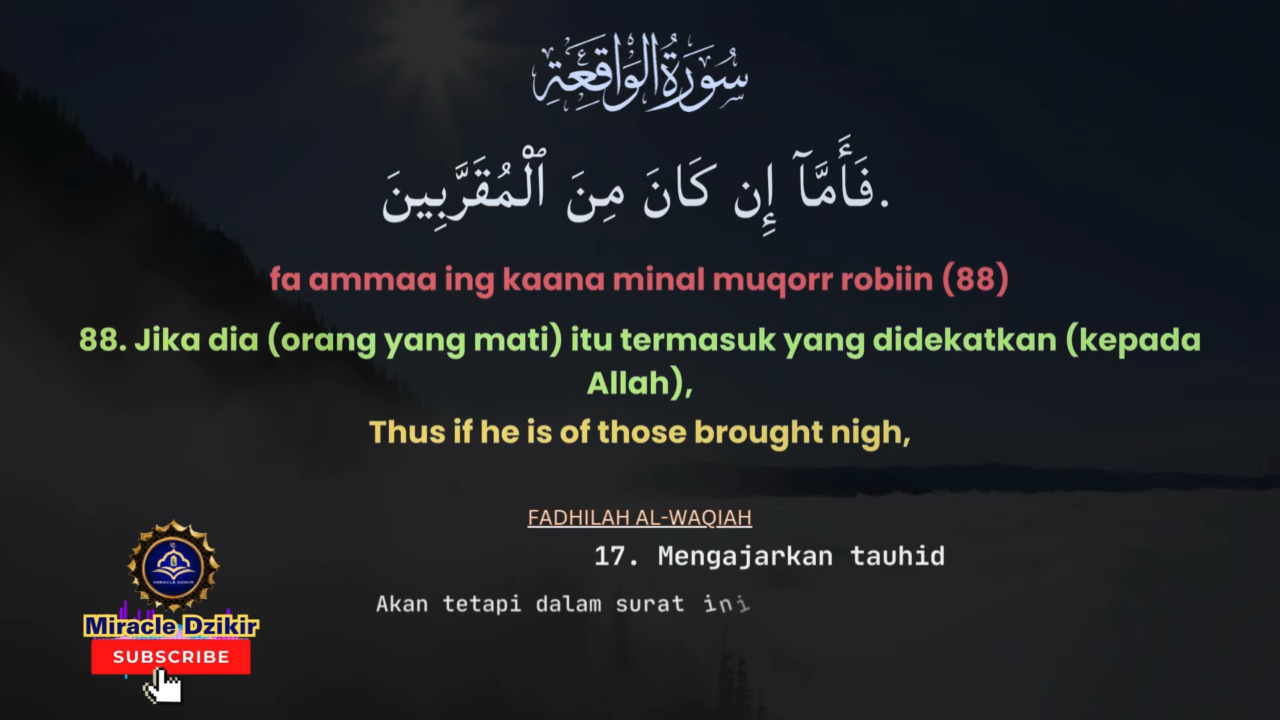 سُورَةُ الوَاقِعَةِ
فَأَمَّآ إِن كَانَ مِنَ ٱلْمُقَرَّبِينَ.
fa ammaa ing kaana minal muqorr robiin (88)
88. Jika dia (orang yang mati) itu termasuk yang didekatkan (kepada
Allah),
Thus if he is of those brought nigh,
FADHILAH AL-WAQIAH
17. Mengajarkan tauhid
Akan tetapi dalam surat ini
MIRACLE DZIKIR
Miracle Dzikir
SUBSCRIBE